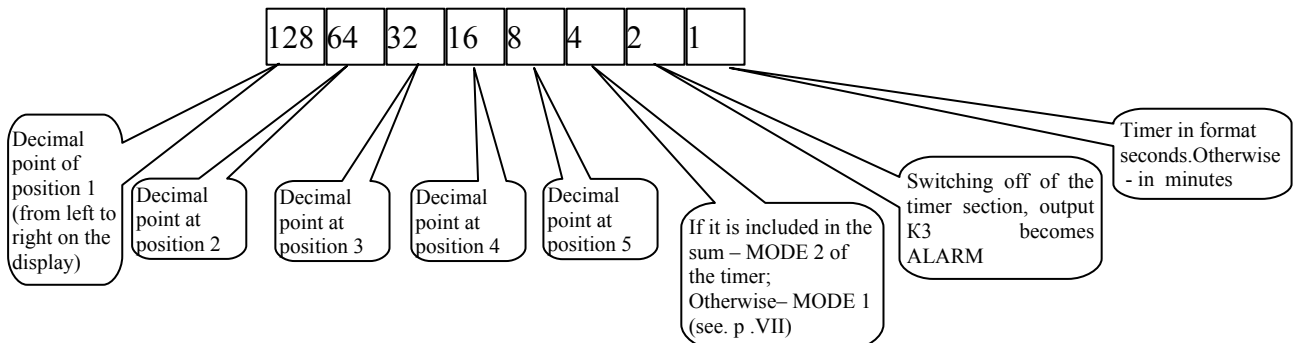 128 64 32 16 8 4 2 1
Decimal
point of
position 1
(from left to
right on the
display)
Decimal
point at
position 2
Decimal
point at
position 3
Decimal
point at
position 4
Decimal
point at
position 5
If it is included in the
sum – MODE 2 of
the timer;
Otherwise– MODE 1
(see. p .VII)
Switching off of the
timer section, output
K3 becomes
ALARM
Timer in format
seconds.Otherwise
- in minutes